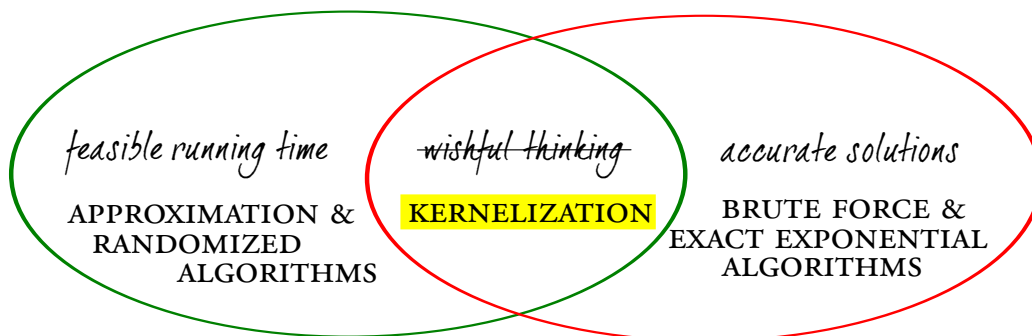 feasible running time
APPROXIMATION &
RANDOMIZED
ALGORITHMS
wishful thinking
KERNELIZATION
accurate solutions
BRUTE FORCE &
EXACT EXPONENTIAL
ALGORITHMS